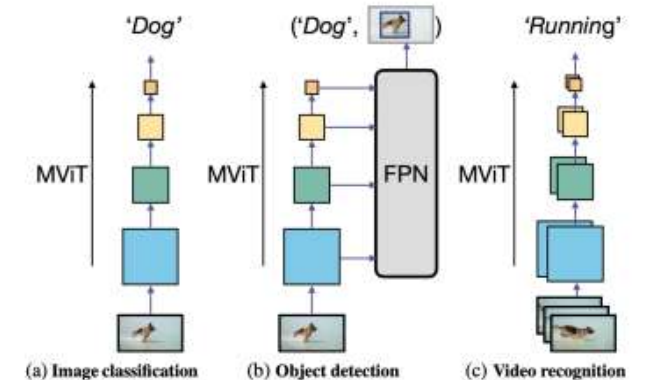 'Dog'
('Dog', )
'Running'
MViT
MViT
FPN
MViT
(a) Image classification
(b) Object detection
(c) Video recognition